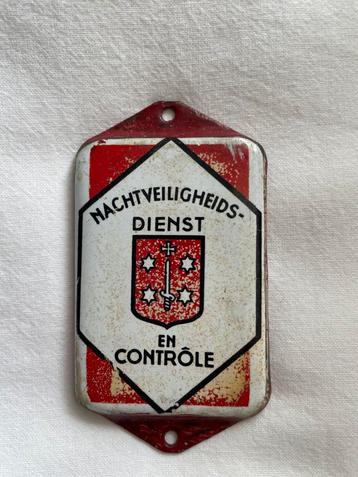 NACHTVEILIGHEIDS-
DIENST
EN
CONTRÔLE